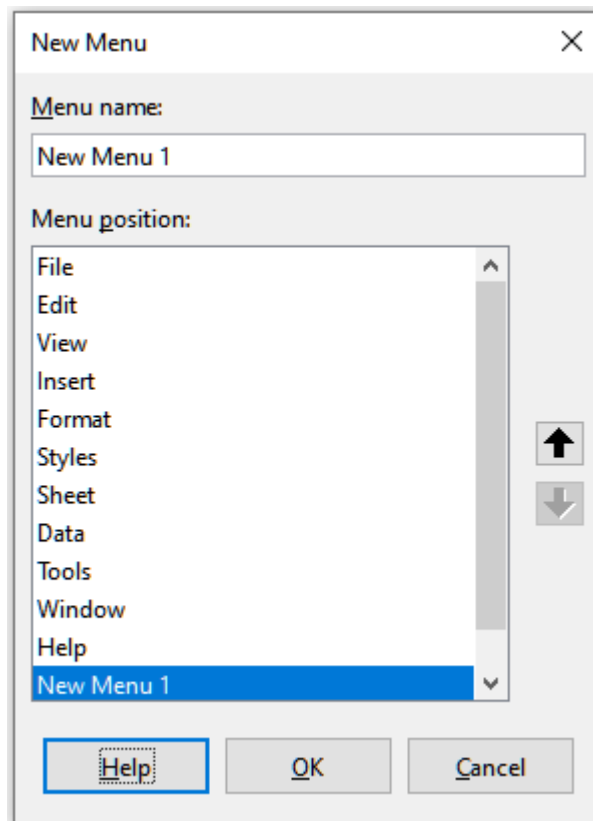 New Menu
Menu name:
New Menu 1
Menu position:
File
Edit
View
Insert
Format
Styles
Sheet
Data
Tools
Window
Help
New Menu 1
Help OK Cancel